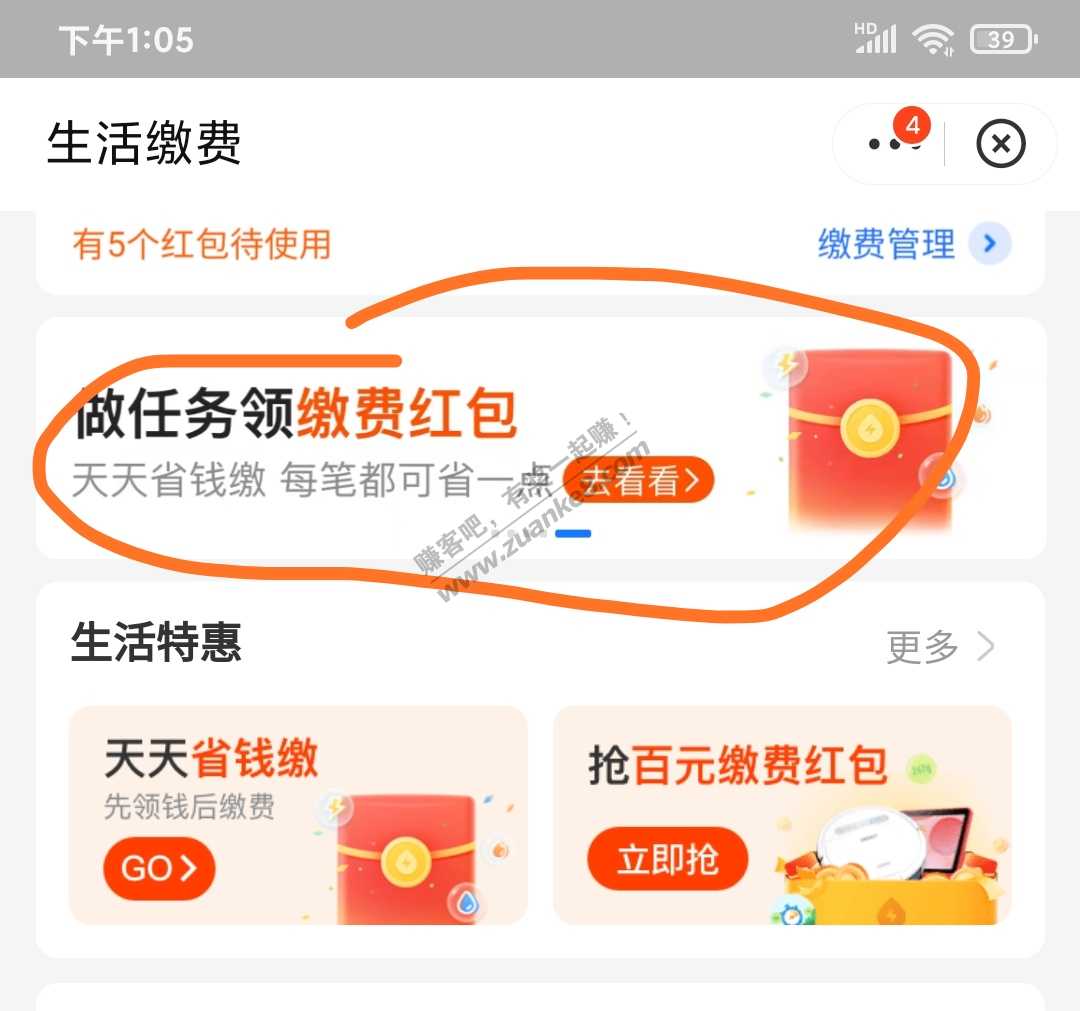 下午1:05
HD
39
生活缴费
4
有5个红包待使用
缴费管理
做任务领缴费红包
天天省钱缴 每笔都可省一点
去看看
赚客吧，有奖一起赚！
www.zuanke8.com
生活特惠
更多
天天省钱缴
先领钱后缴费
GO
抢百元缴费红包
立即抢